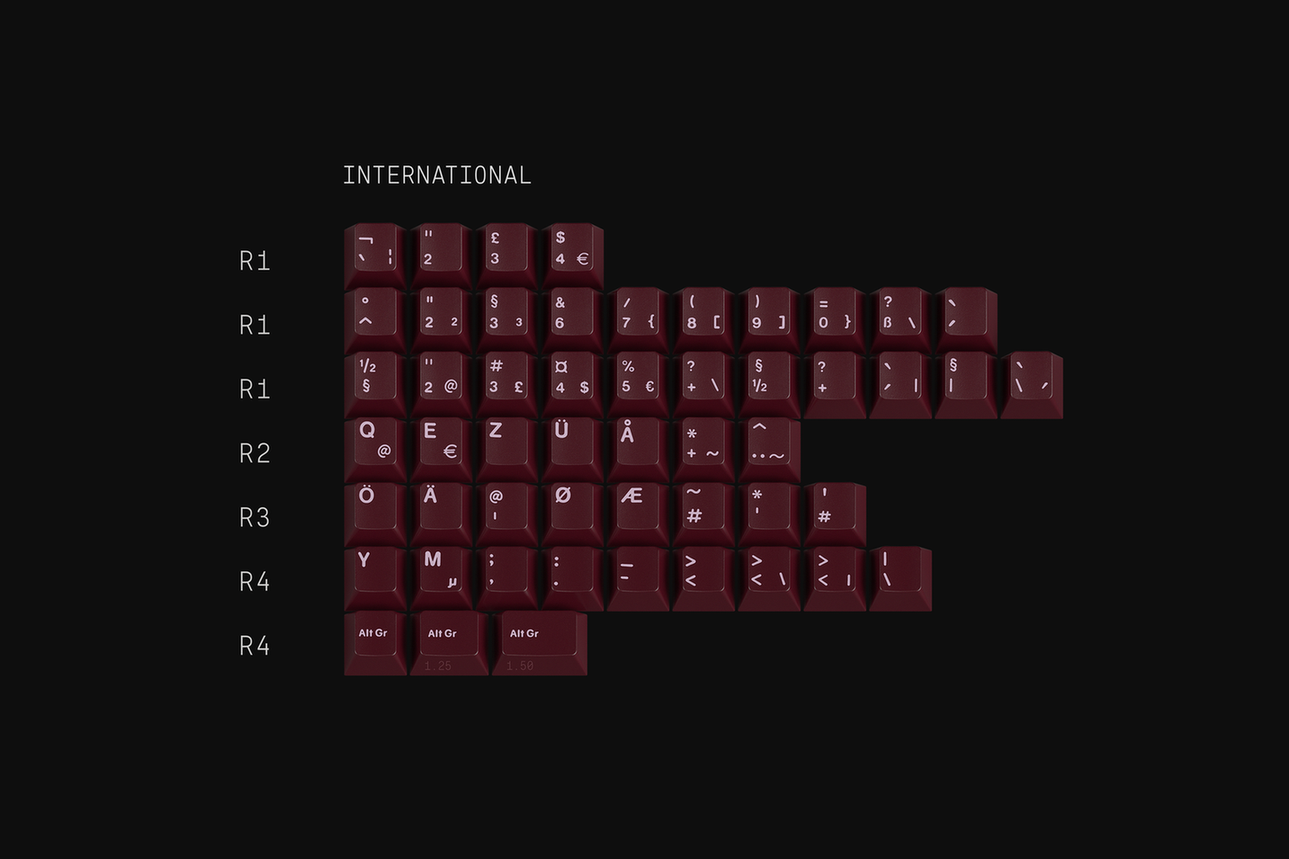 INTERNATIONAL
R1
¬ ` ¦
" 2
£ 3
$ 4 €
R1
° ^
" 2 ²
§ 3 ³
& 6
/ 7 {
( 8 [
) 9 ]
= 0 }
? ß \
` ´
R1
½ §
" 2 @
# 3 £
¤ 4 $
% 5 €
? + \
§ ½
? +
` ´ |
§ |
` \ ´
R2
Q @
E €
Z
Ü
Å
* + ~
^ ¨ ~
R3
Ö
Ä
@ '
Ø
Æ
~ #
* '
' #
R4
Y
M µ
; ,
: .
_ -
> <
> < \
> < |
| \
R4
Alt Gr
Alt Gr
1.25
Alt Gr
1.50